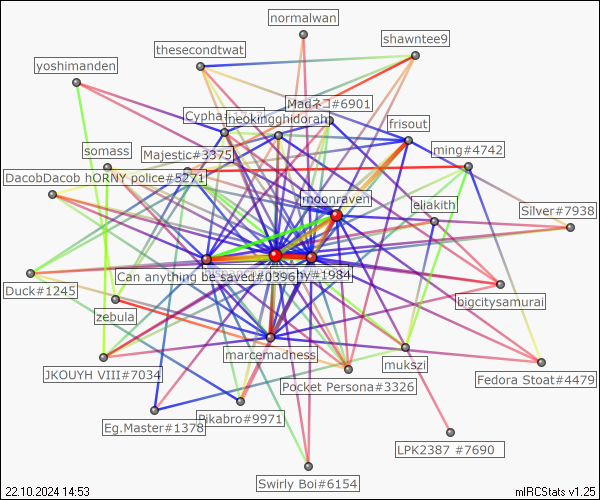 normalwan
shawntee9
thesecondtwat
yoshimanden
Madネコ#6901
neokingghidorah
frisout
ming#4742
somass
Majestic#3375
DacobDacob hORNY police#5271
moonraven
eliakith
Silver#7938
Can anything be saved#0396
#1984
Duck#1245
bigcitysamurai
zebula
marcemadness
mukszi
JKOUYH VIII#7034
Pocket Persona#3326
Fedora Stoat#4479
Eg.Master#1378
Pikabro#9971
LPK2387 #7690
Swirly Boi#6154
22.10.2024 14:53
mIRCStats v1.25